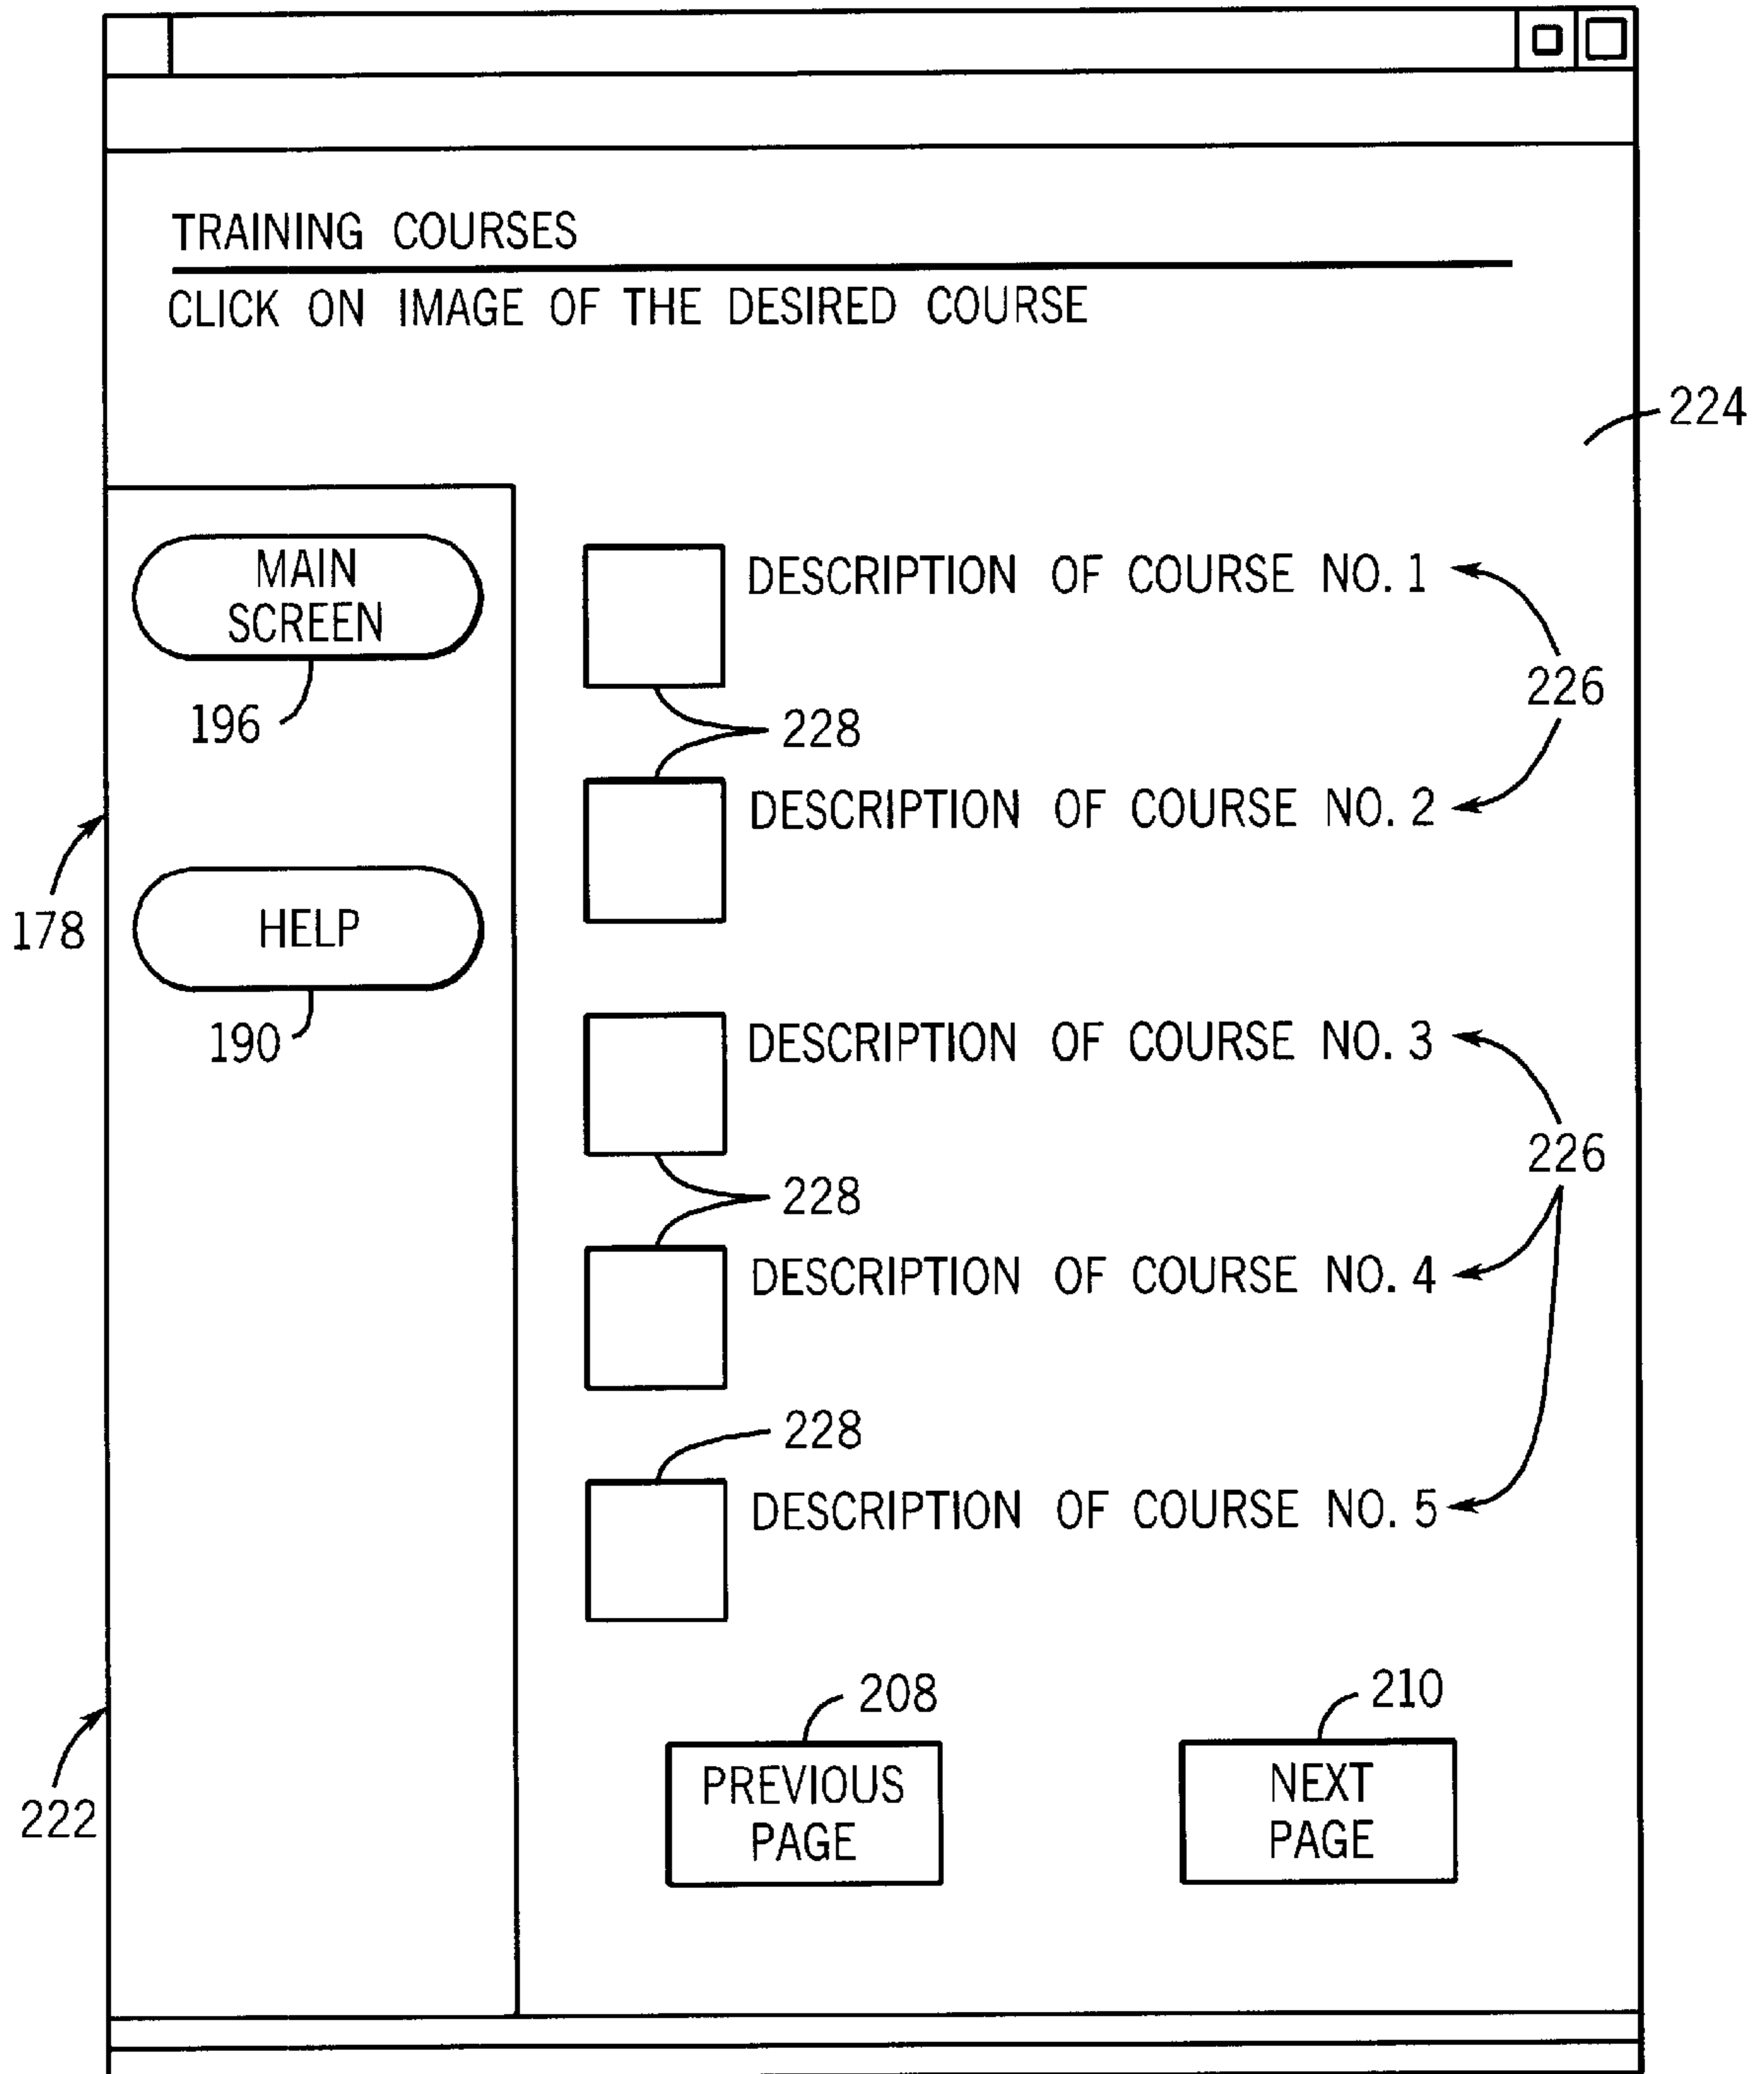 TRAINING COURSES
CLICK ON IMAGE OF THE DESIRED COURSE
224
MAIN
SCREEN
196
DESCRIPTION OF COURSE NO. 1
226
228
DESCRIPTION OF COURSE NO. 2
178
HELP
190
DESCRIPTION OF COURSE NO. 3
226
228
DESCRIPTION OF COURSE NO. 4
228
DESCRIPTION OF COURSE NO. 5
208
210
222
PREVIOUS
PAGE
NEXT
PAGE